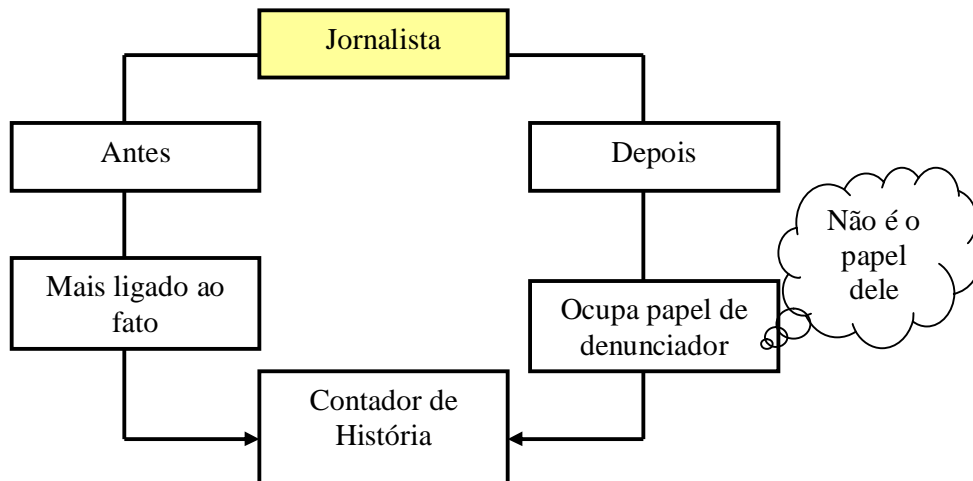 Jornalista
Antes
Depois
Não é o
papel
dele
Mais ligado ao
fato
Ocupa papel de
denunciador
Contador de
História